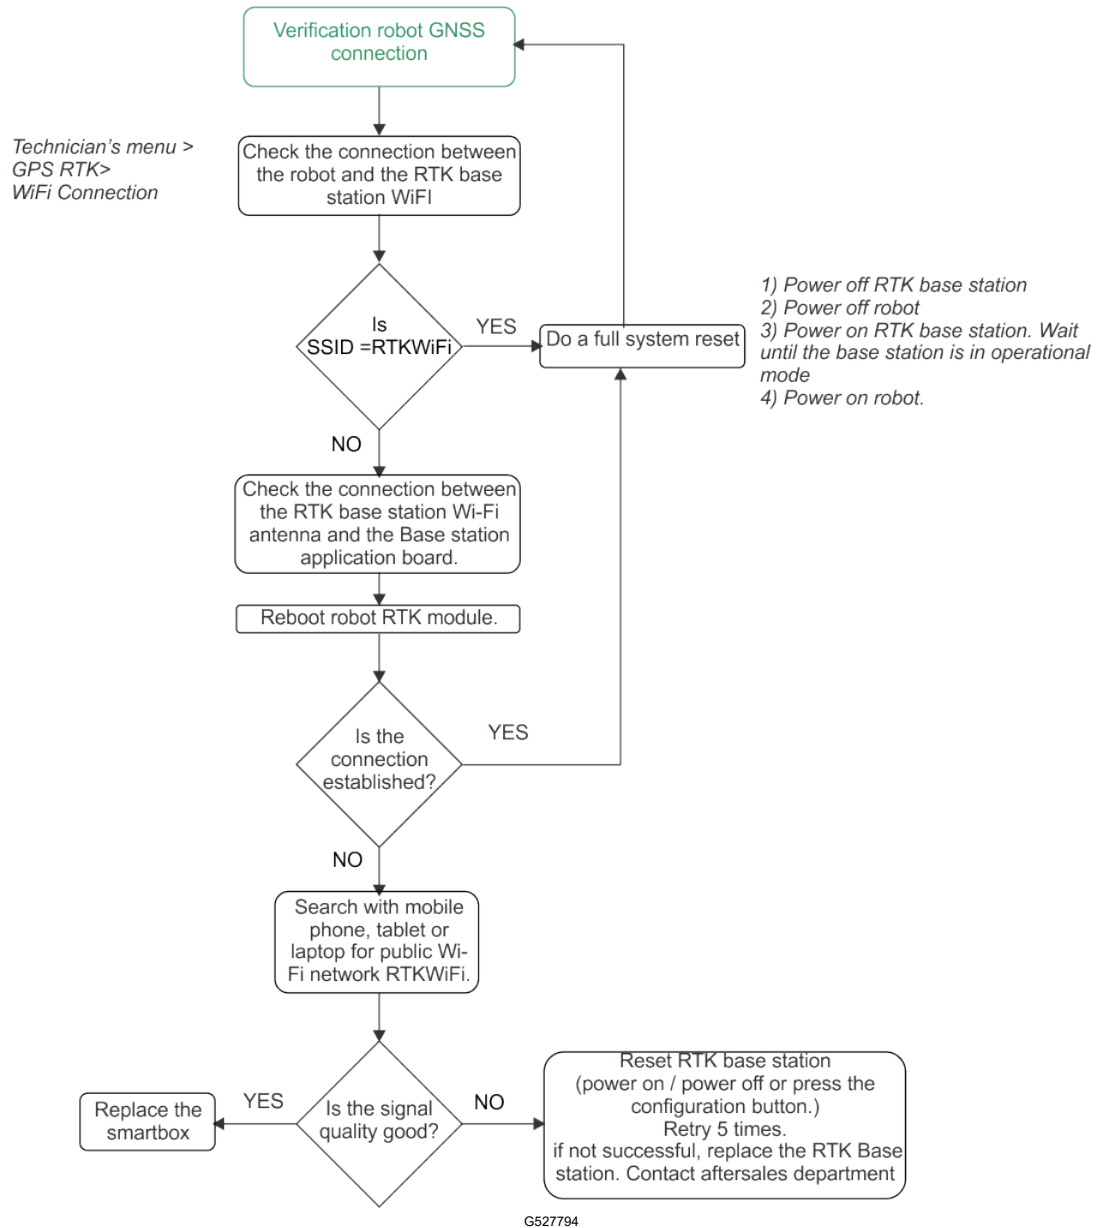 Verification robot GNSS
connection
Technician's menu >
GPS RTK>
WiFi Connection
Check the connection between
the robot and the RTK base
station WiFI
Is
SSID =RTKWiFi
YES
Do a full system reset
1) Power off RTK base station
2) Power off robot
3) Power on RTK base station. Wait
until the base station is in operational
mode
4) Power on robot.
NO
Check the connection between
the RTK base station Wi-Fi
antenna and the Base station
application board.
Reboot robot RTK module.
Is the
connection
established?
YES
NO
Search with mobile
phone, tablet or
laptop for public Wi-
Fi network RTKWiFi.
Is the signal
quality good?
YES
Replace the
smartbox
NO
Reset RTK base station
(power on / power off or press the
configuration button.)
Retry 5 times.
if not successful, replace the RTK Base
station. Contact aftersales department
G527794